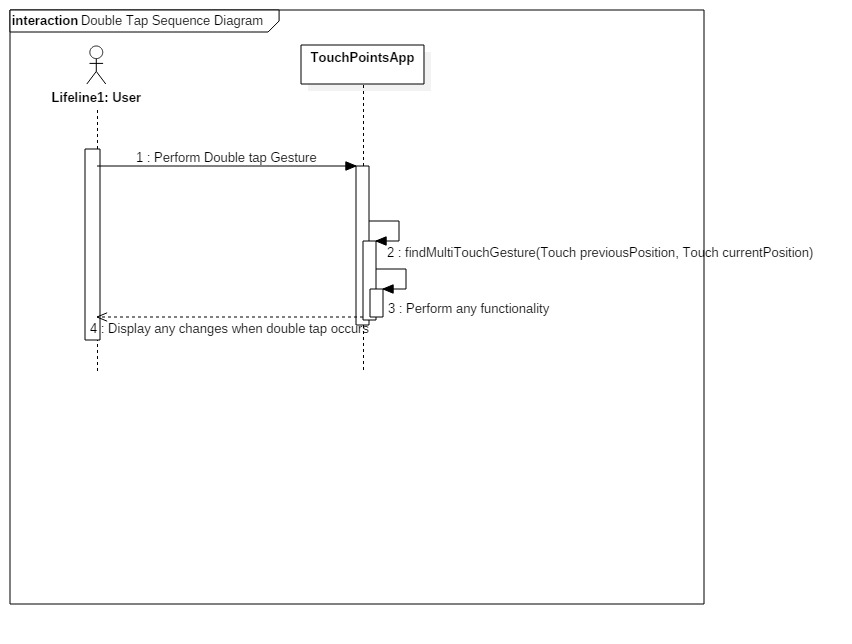 interaction Double Tap Sequence Diagram
TouchPointsApp
Lifeline1: User
1 : Perform Double tap Gesture
2 : findMultiTouchGesture(Touch previousPosition, Touch currentPosition)
3 : Perform any functionality
4 : Display any changes when double tap occurs